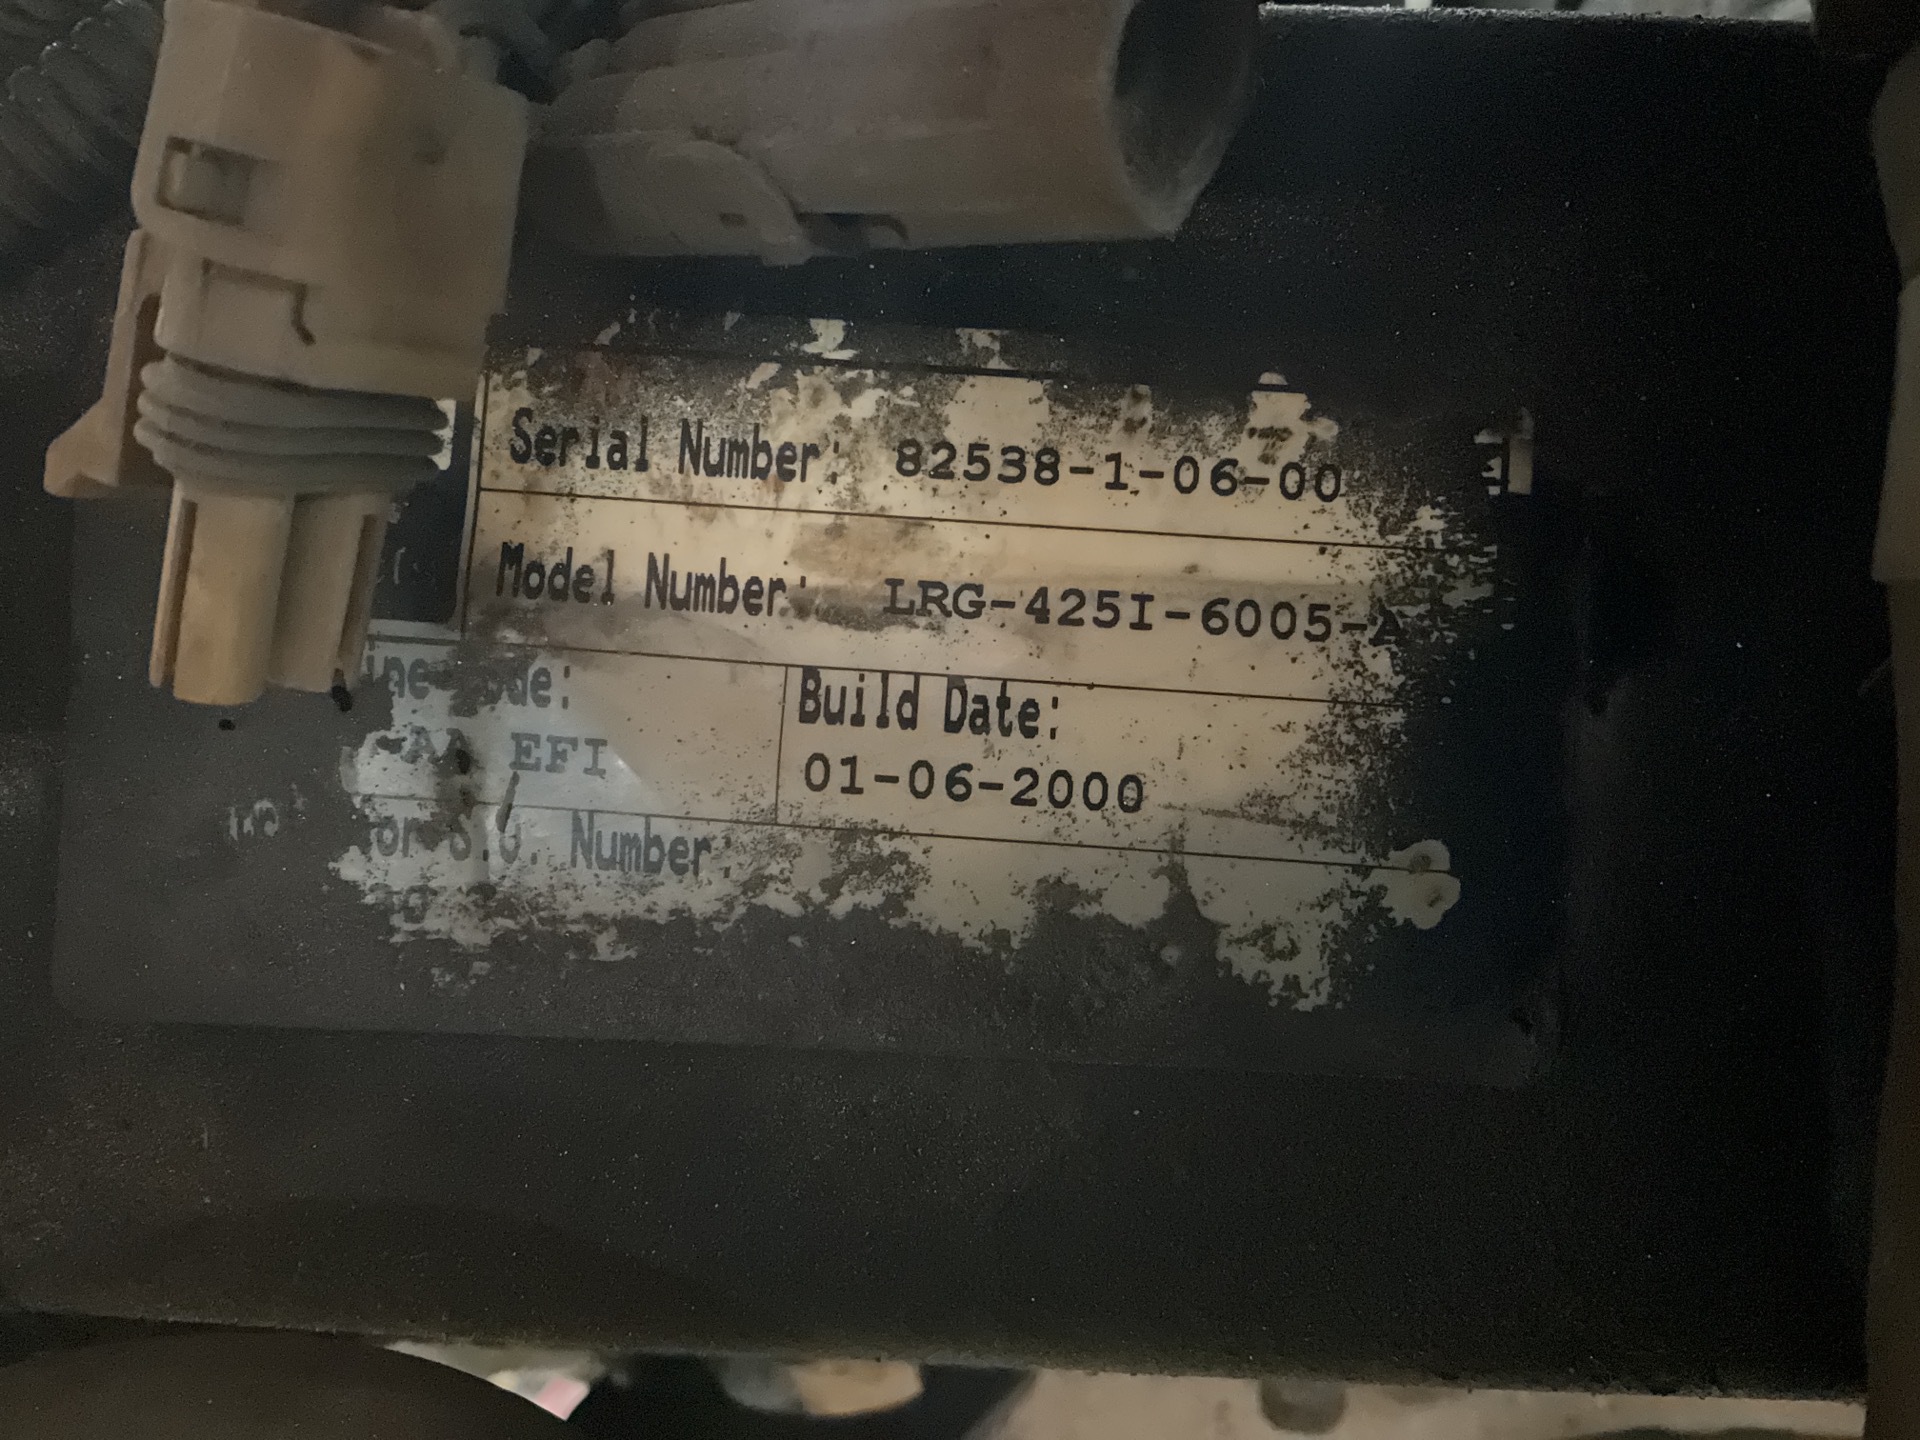 Serial Number: 82538-1-06-00
Model Number: LRG-425I-6005-A
Build Date:
EFI
01-06-2000
Number: